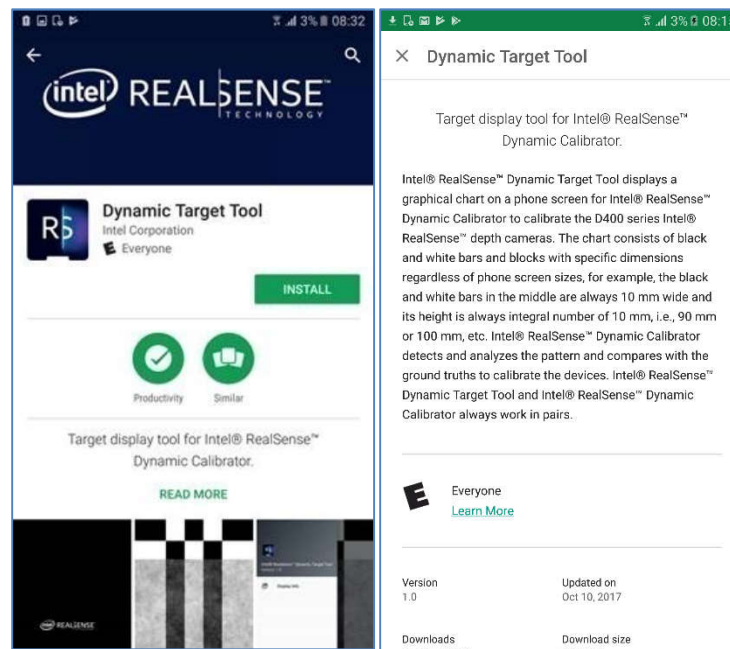 3% 08:32
intel REALSENSE™
TECHNOLOGY
Dynamic Target Tool
Intel Corporation
E Everyone
INSTALL
Productivity
Similar
Target display tool for Intel® RealSense™
Dynamic Calibrator.
READ MORE
intel REALSENSE
3% 08:15
Dynamic Target Tool
Target display tool for Intel® RealSense™
Dynamic Calibrator.
Intel® RealSense™ Dynamic Target Tool displays a
graphical chart on a phone screen for Intel® RealSense™
Dynamic Calibrator to calibrate the D400 series Intel®
RealSense™ depth cameras. The chart consists of black
and white bars and blocks with specific dimensions
regardless of phone screen sizes, for example, the black
and white bars in the middle are always 10 mm wide and
its height is always integral number of 10 mm, i.e., 90 mm
or 100 mm, etc. Intel® RealSense™ Dynamic Calibrator
detects and analyzes the pattern and compares with the
ground truths to calibrate the devices. Intel® RealSense™
Dynamic Target Tool and Intel® RealSense™ Dynamic
Calibrator always work in pairs.
E Everyone
Learn More
Version
1.0
Updated on
Oct 10, 2017
Downloads
Download size